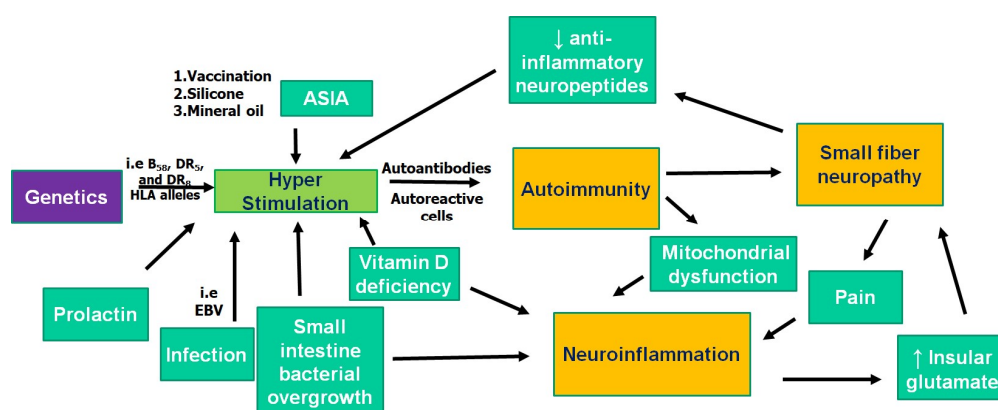 ↓ anti-
inflammatory
neuropeptides
1.Vaccination
2.Silicone
3.Mineral oil
ASIA
i.e B58, DR5,
and DR8
HLA alleles
Genetics
Hyper
Stimulation
Autoantibodies
Autoreactive
cells
Autoimmunity
Small fiber
neuropathy
Vitamin D
deficiency
Mitochondrial
dysfunction
Prolactin
i.e
EBV
Infection
Small
intestine
bacterial
overgrowth
Neuroinflammation
Pain
↑ Insular
glutamate